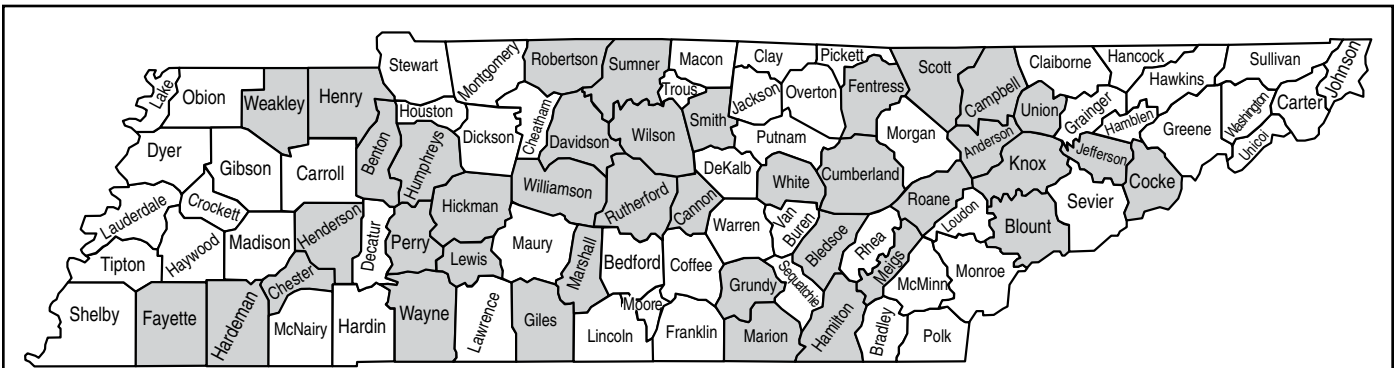 Lake
Obion
Weakley
Henry
Stewart
Montgomery
Robertson
Sumner
Macon
Clay
Pickett
Scott
Campbell
Claiborne
Hancock
Hawkins
Sullivan
Johnson
Houston
Dickson
Cheatham
Davidson
Wilson
Trous
Smith
Jackson
Overton
Fentress
Morgan
Anderson
Union
Grainger
Hamblen
Greene
Washington
Unicoi
Carter
Dyer
Gibson
Carroll
Benton
Humphreys
Williamson
Rutherford
Cannon
DeKalb
Putnam
White
Cumberland
Roane
Knox
Jefferson
Cocke
Sevier
Lauderdale
Crockett
Haywood
Madison
Henderson
Decatur
Perry
Hickman
Lewis
Maury
Marshall
Bedford
Coffee
Warren
Van
Buren
Bledsoe
Rhea
Meigs
Loudon
Blount
Monroe
McMinn
Tipton
Shelby
Fayette
Hardeman
Chester
McNairy
Hardin
Wayne
Lawrence
Giles
Lincoln
Moore
Franklin
Grundy
Sequatchie
Marion
Hamilton
Bradley
Polk